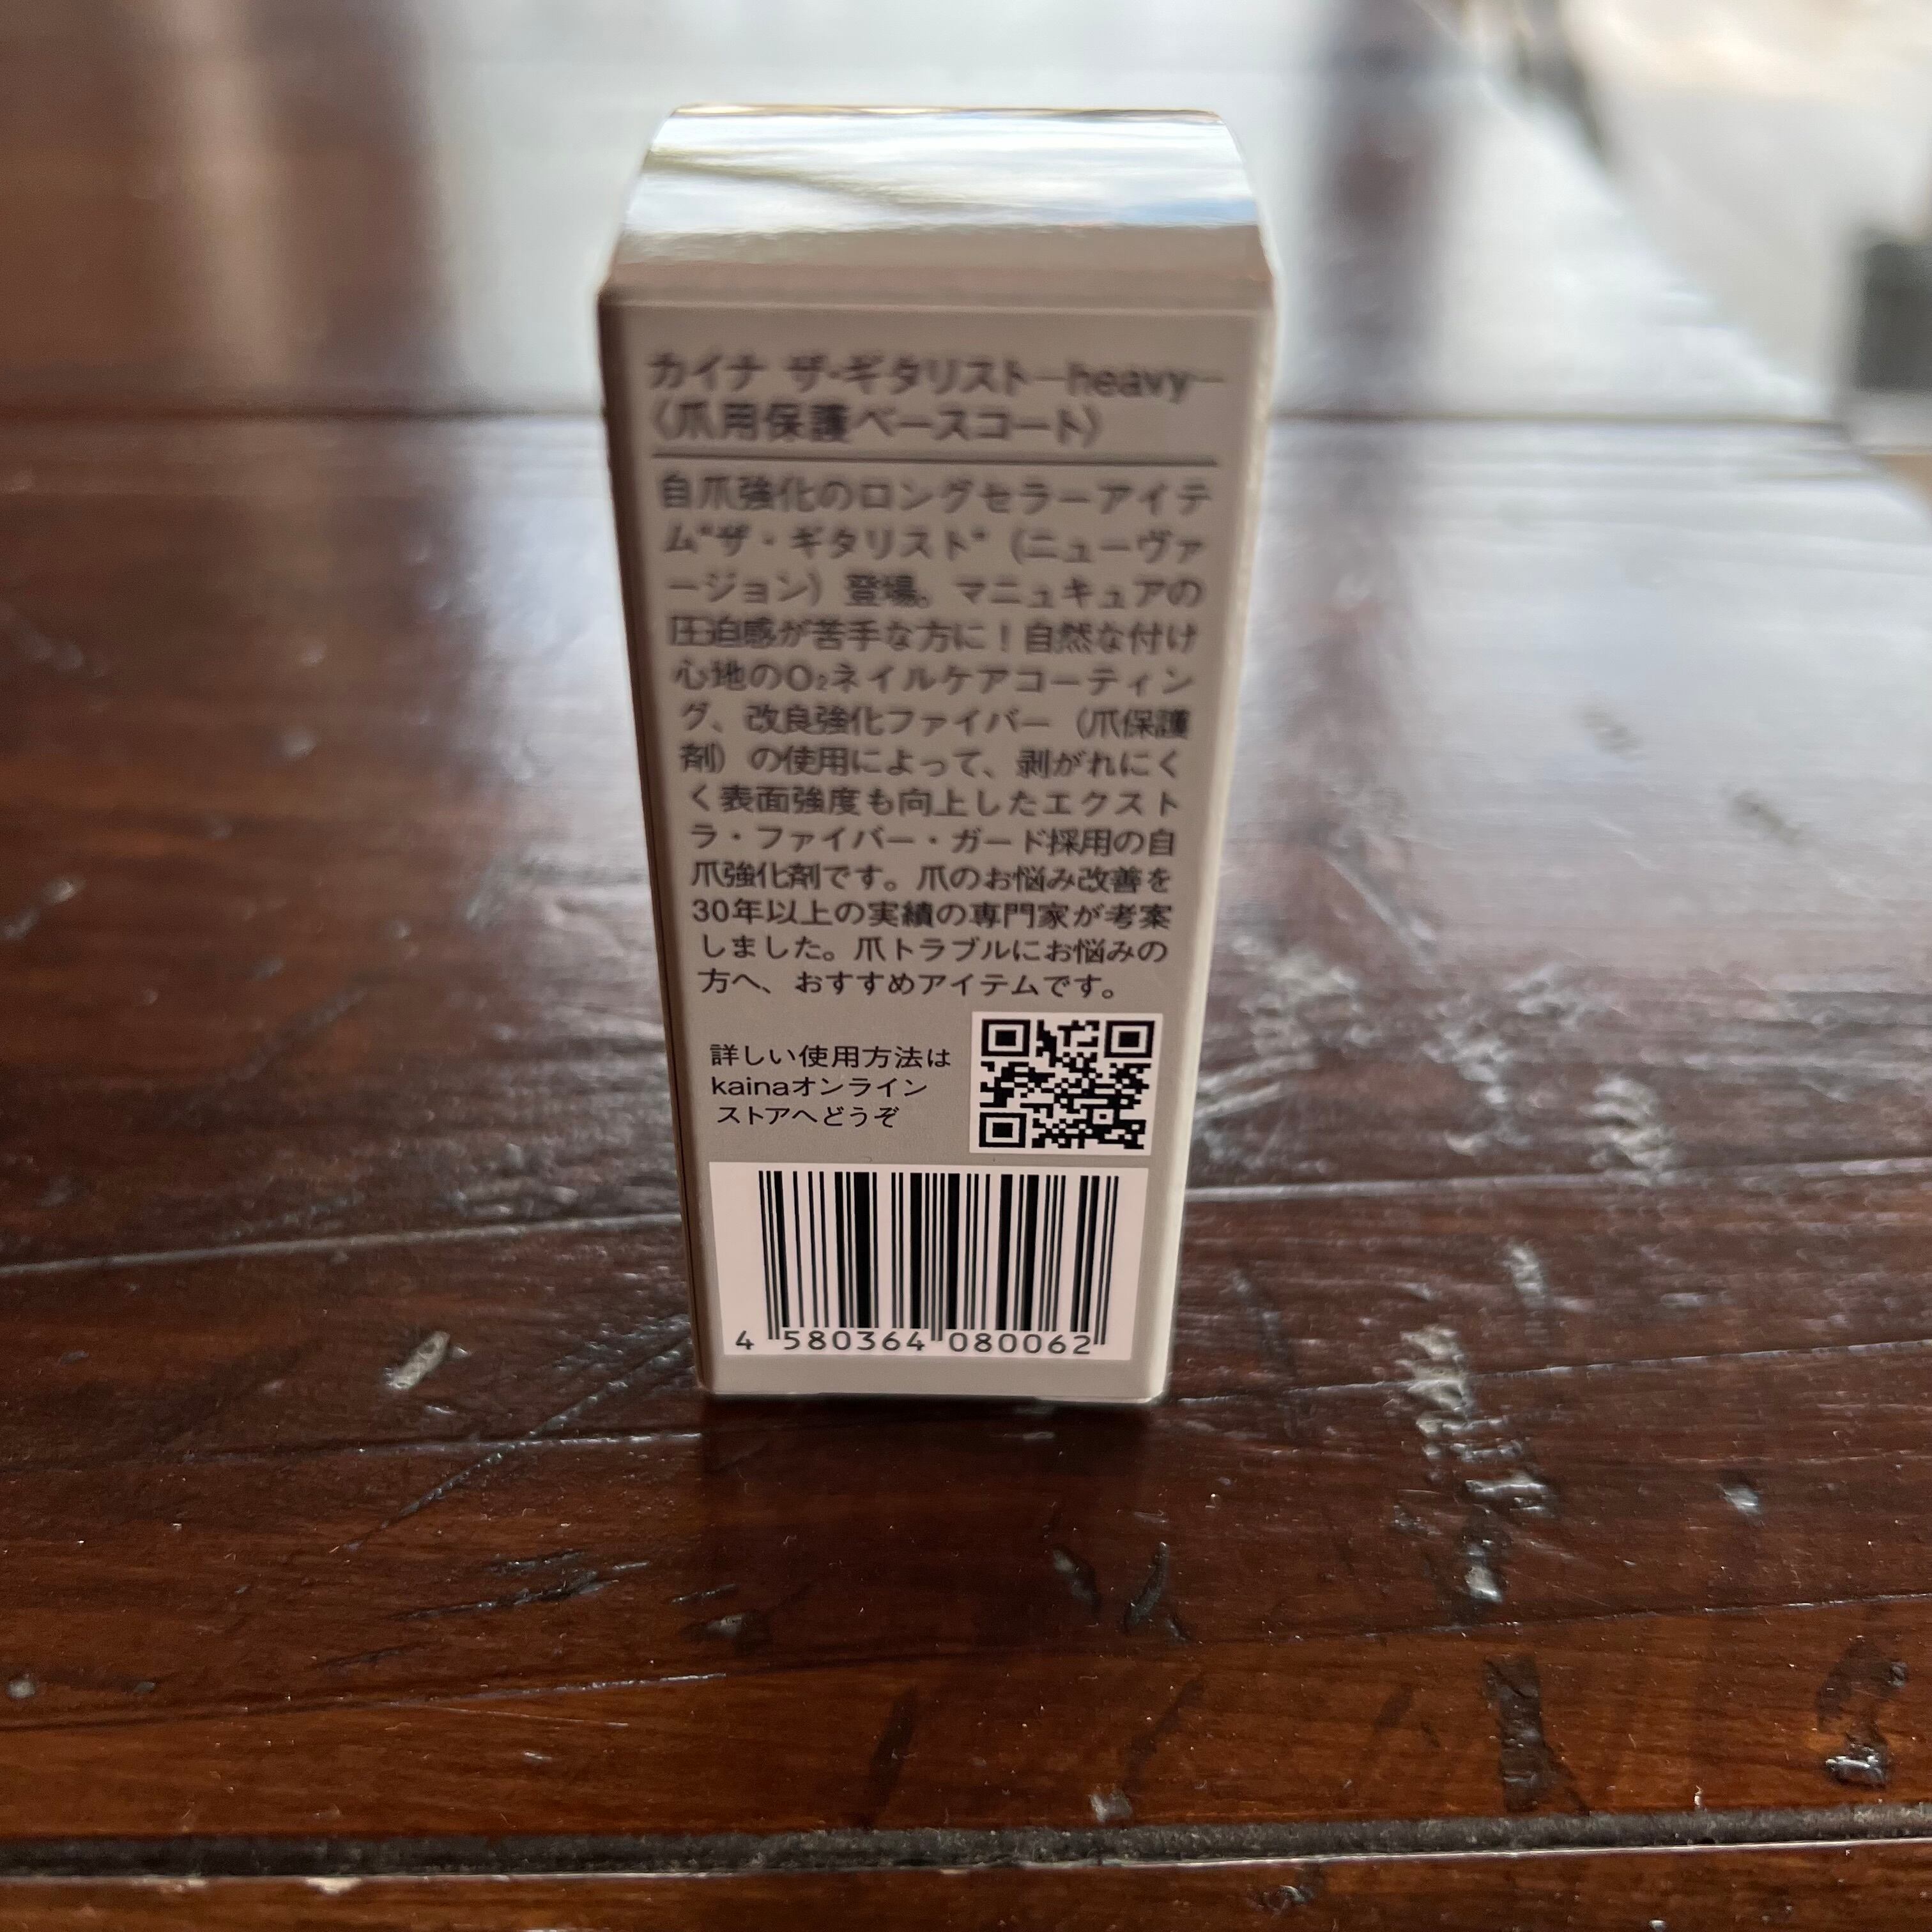 カイナ ザ・ギタリスト―heavy―
〈爪用保護ベースコート〉
自爪強化のロングセラーアイテ
ム"ザ・ギタリスト"（ニューヴァ
ージョン）登場。マニュキュアの
圧迫感が苦手な方に！自然な付け
心地のO₂ネイルケアコーティン
グ、改良強化ファイバー（爪保護
剤）の使用によって、剥がれにく
く表面強度も向上したエクスト
ラ・ファイバー・ガード採用の自
爪強化剤です。爪のお悩み改善を
30年以上の実績の専門家が考案
しました。爪トラブルにお悩みの
方へ、おすすめアイテムです。
詳しい使用方法は
kainaオンライン
ストアへどうぞ
4 580364 080062